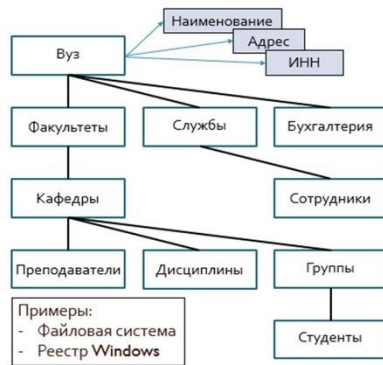 Наименование
Адрес
ИНН
Вуз
Факультеты
Службы
Бухгалтерия
Кафедры
Сотрудники
Преподаватели
Дисциплины
Группы
Примеры:
- Файловая система
- Реестр Windows
Студенты